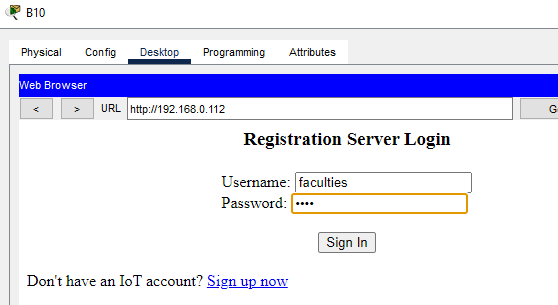 B10
Physical Config Desktop Programming Attributes
Web Browser
< > URL http://192.168.0.112
Registration Server Login
Username: faculties
Password: ••••
Sign In
Don't have an IoT account? Sign up now